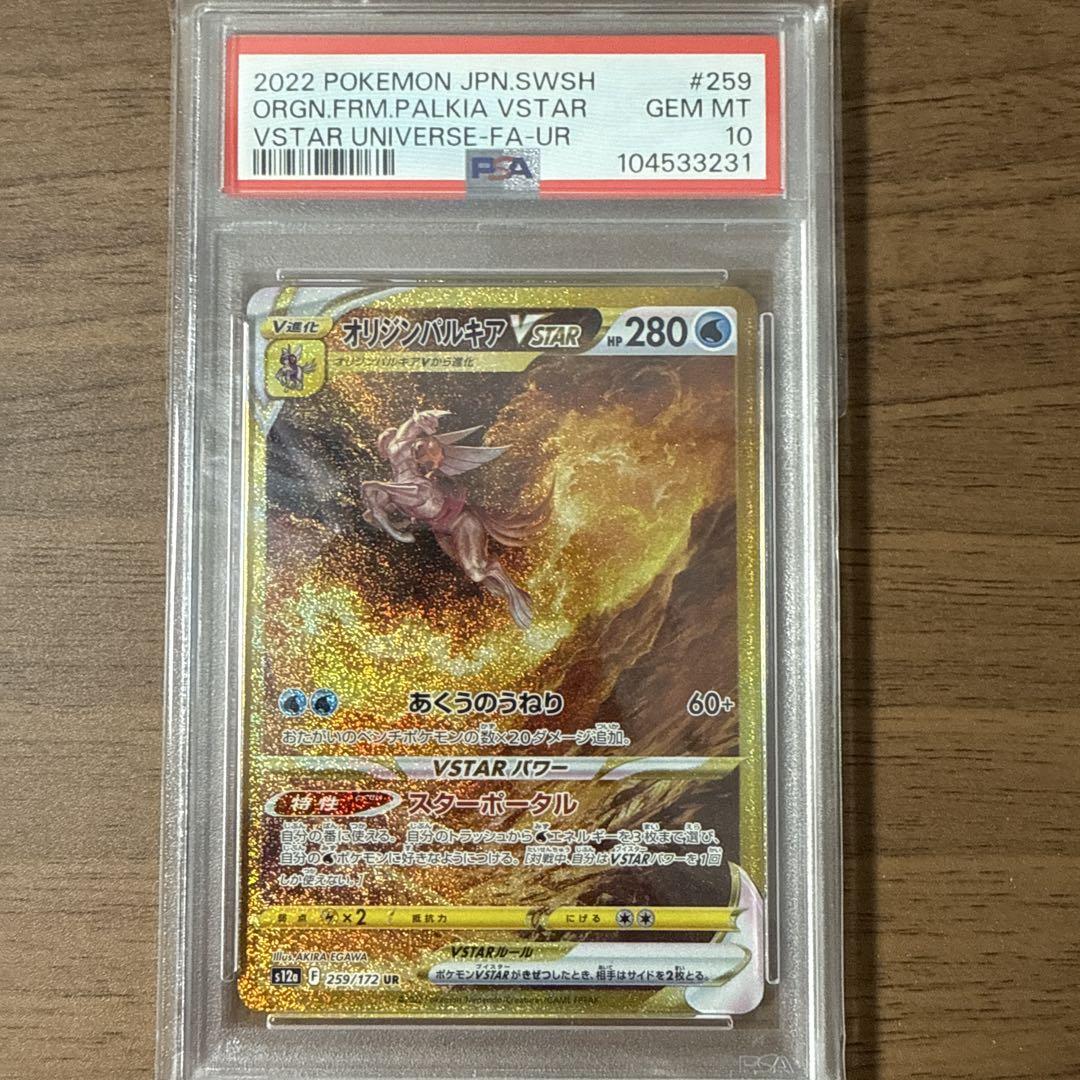 2022 POKEMON JPN.SWSH #259
ORGN.FRM.PALKIA VSTAR GEM MT
VSTAR UNIVERSE-FA-UR 10
PSA 104533231
V進化 オリジンパルキア VSTAR HP 280
オリジンパルキアVから進化
あくうのうねり 60+
おたがいのベンチポケモンの数×20ダメージ追加。
VSTARパワー
特性 スターポータル
自分の番に使える。自分のトラッシュからエネルギーを3枚まで選び、
自分のポケモンに好きなようにつける。[対戦中、自分はVSTARパワーを1回
しか使えない。]
弱点 ×2 抵抗力 にげる
Illus. AKIRA EGAWA VSTARルール
s12a F 259/172 UR ポケモンVSTARがきぜつしたとき、相手はサイドを2枚とる。
©2022 Pokémon/Nintendo/Creatures/GAME FREAK
PSA